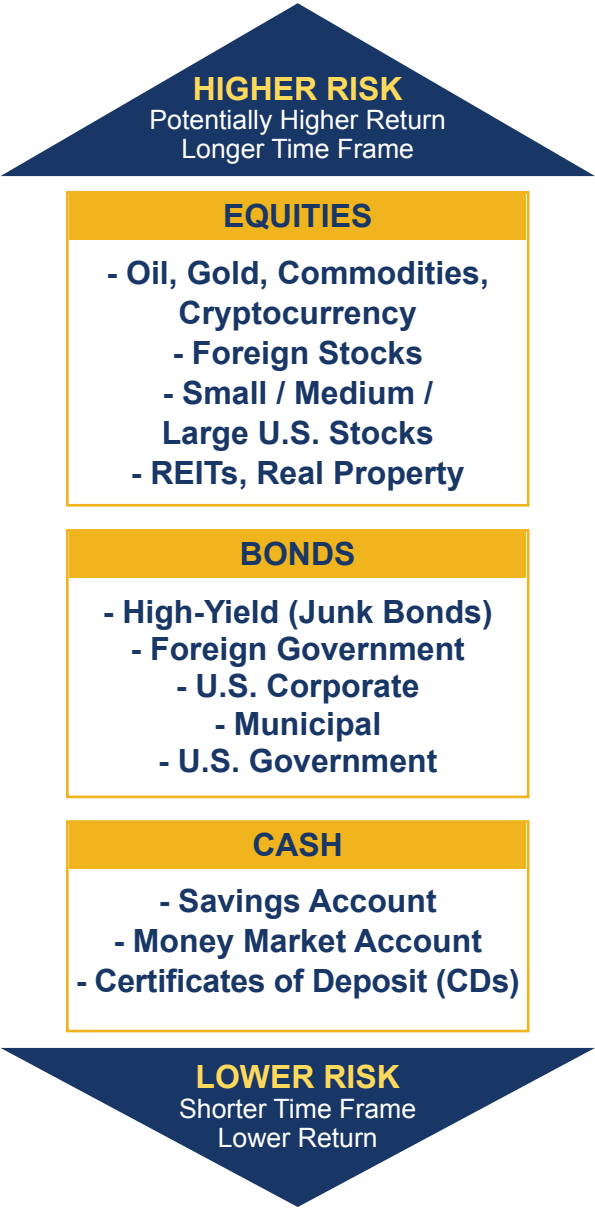 HIGHER RISK
Potentially Higher Return
Longer Time Frame
EQUITIES
- Oil, Gold, Commodities,
Cryptocurrency
- Foreign Stocks
- Small / Medium /
Large U.S. Stocks
- REITs, Real Property
BONDS
- High-Yield (Junk Bonds)
- Foreign Government
- U.S. Corporate
- Municipal
- U.S. Government
CASH
- Savings Account
- Money Market Account
- Certificates of Deposit (CDs)
LOWER RISK
Shorter Time Frame
Lower Return